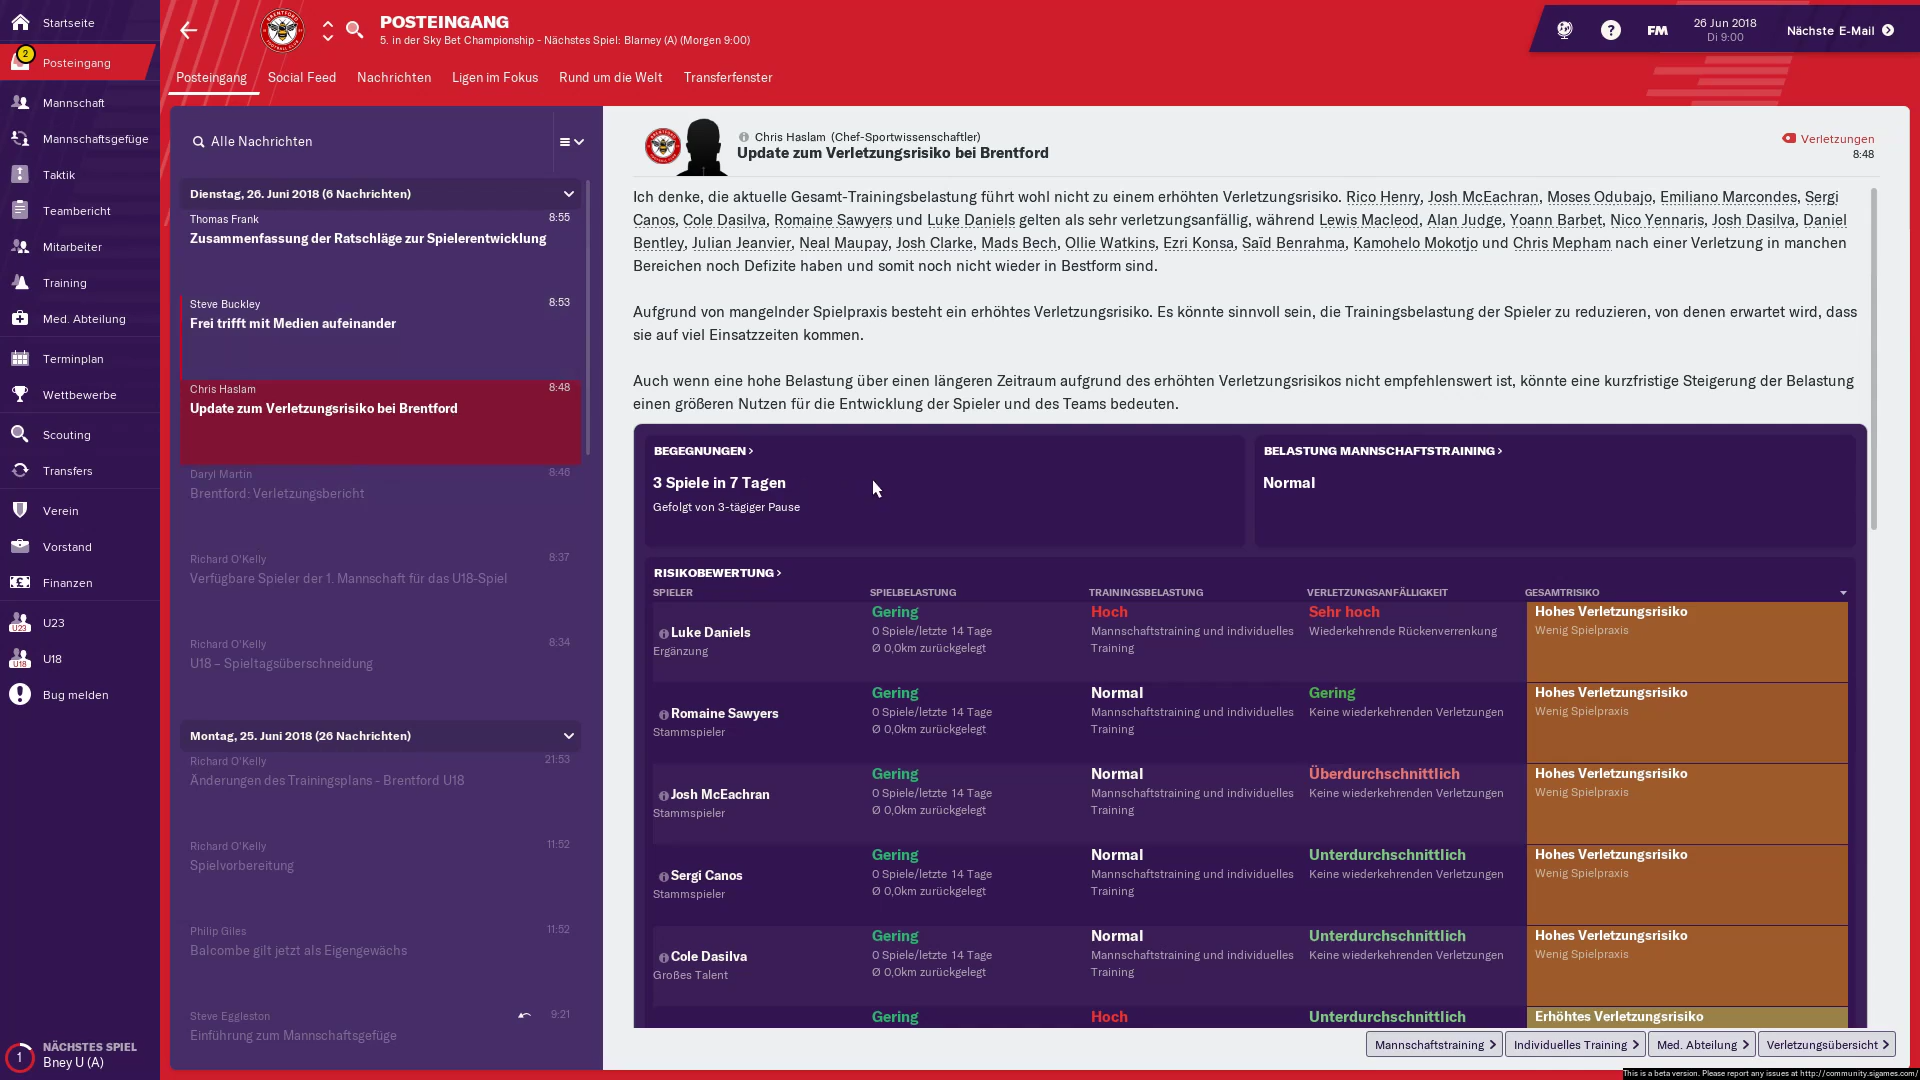 Startseite
2
Posteingang
Mannschaft
Mannschaftsgefüge
Taktik
Teambericht
Mitarbeiter
Training
Med. Abteilung
Terminplan
Wettbewerbe
Scouting
Transfers
Verein
Vorstand
Finanzen
U23
U23
U18
U18
Bug melden
1
NÄCHSTES SPIEL
Bney U (A)
POSTEINGANG
5. in der Sky Bet Championship - Nächstes Spiel: Blarney (A) (Morgen 9:00)
?
FM
26 Jun 2018
Di 9:00
Nächste E-Mail
Posteingang Social Feed Nachrichten Ligen im Fokus Rund um die Welt Transferfenster
Alle Nachrichten
Dienstag, 26. Juni 2018 (6 Nachrichten)
Thomas Frank 8:55
Zusammenfassung der Ratschläge zur Spielerentwicklung
Steve Buckley 8:53
Frei trifft mit Medien aufeinander
Chris Haslam 8:48
Update zum Verletzungsrisiko bei Brentford
Daryl Martin 8:46
Brentford: Verletzungsbericht
Richard O'Kelly 8:37
Verfügbare Spieler der 1. Mannschaft für das U18-Spiel
Richard O'Kelly 8:34
U18 – Spieltagsüberschneidung
Montag, 25. Juni 2018 (26 Nachrichten)
Richard O'Kelly 21:53
Änderungen des Trainingsplans - Brentford U18
Richard O'Kelly 11:52
Spielvorbereitung
Philip Giles 11:52
Balcombe gilt jetzt als Eigengewächs
Steve Eggleston 9:21
Einführung zum Mannschaftsgefüge
Chris Haslam (Chef-Sportwissenschaftler)
Update zum Verletzungsrisiko bei Brentford
Verletzungen
8:48
Ich denke, die aktuelle Gesamt-Trainingsbelastung führt wohl nicht zu einem erhöhten Verletzungsrisiko. Rico Henry, Josh McEachran, Moses Odubajo, Emiliano Marcondes, Sergi
Canos, Cole Dasilva, Romaine Sawyers und Luke Daniels gelten als sehr verletzungsanfällig, während Lewis Macleod, Alan Judge, Yoann Barbet, Nico Yennaris, Josh Dasilva, Daniel
Bentley, Julian Jeanvier, Neal Maupay, Josh Clarke, Mads Bech, Ollie Watkins, Ezri Konsa, Saïd Benrahma, Kamohelo Mokotjo und Chris Mepham nach einer Verletzung in manchen
Bereichen noch Defizite haben und somit noch nicht wieder in Bestform sind.
Aufgrund von mangelnder Spielpraxis besteht ein erhöhtes Verletzungsrisiko. Es könnte sinnvoll sein, die Trainingsbelastung der Spieler zu reduzieren, von denen erwartet wird, dass
sie auf viel Einsatzzeiten kommen.
Auch wenn eine hohe Belastung über einen längeren Zeitraum aufgrund des erhöhten Verletzungsrisikos nicht empfehlenswert ist, könnte eine kurzfristige Steigerung der Belastung
einen größeren Nutzen für die Entwicklung der Spieler und des Teams bedeuten.
BEGEGNUNGEN
3 Spiele in 7 Tagen
Gefolgt von 3-tägiger Pause
BELASTUNG MANNSCHAFTSTRAINING
Normal
RISIKOBEWERTUNG
SPIELER SPIELBELASTUNG TRAININGSBELASTUNG VERLETZUNGSANFÄLLIGKEIT GESAMTRISIKO
Gering Hoch Sehr hoch Hohes Verletzungsrisiko
Luke Daniels 0 Spiele/letzte 14 Tage Mannschaftstraining und individuelles Wiederkehrende Rückenverrenkung Wenig Spielpraxis
Ergänzung Ø 0,0km zurückgelegt Training
Gering Normal Gering Hohes Verletzungsrisiko
Romaine Sawyers 0 Spiele/letzte 14 Tage Mannschaftstraining und individuelles Keine wiederkehrenden Verletzungen Wenig Spielpraxis
Stammspieler Ø 0,0km zurückgelegt Training
Gering Normal Überdurchschnittlich Hohes Verletzungsrisiko
Josh McEachran 0 Spiele/letzte 14 Tage Mannschaftstraining und individuelles Keine wiederkehrenden Verletzungen Wenig Spielpraxis
Stammspieler Ø 0,0km zurückgelegt Training
Gering Normal Unterdurchschnittlich Hohes Verletzungsrisiko
Sergi Canos 0 Spiele/letzte 14 Tage Mannschaftstraining und individuelles Keine wiederkehrenden Verletzungen Wenig Spielpraxis
Stammspieler Ø 0,0km zurückgelegt Training
Gering Normal Unterdurchschnittlich Hohes Verletzungsrisiko
Cole Dasilva 0 Spiele/letzte 14 Tage Mannschaftstraining und individuelles Keine wiederkehrenden Verletzungen Wenig Spielpraxis
Großes Talent Ø 0,0km zurückgelegt Training
Gering Hoch Unterdurchschnittlich Erhöhtes Verletzungsrisiko
Mannschaftstraining Individuelles Training Med. Abteilung Verletzungsübersicht
This is a beta version. Please report any issues at http://community.sigames.com/